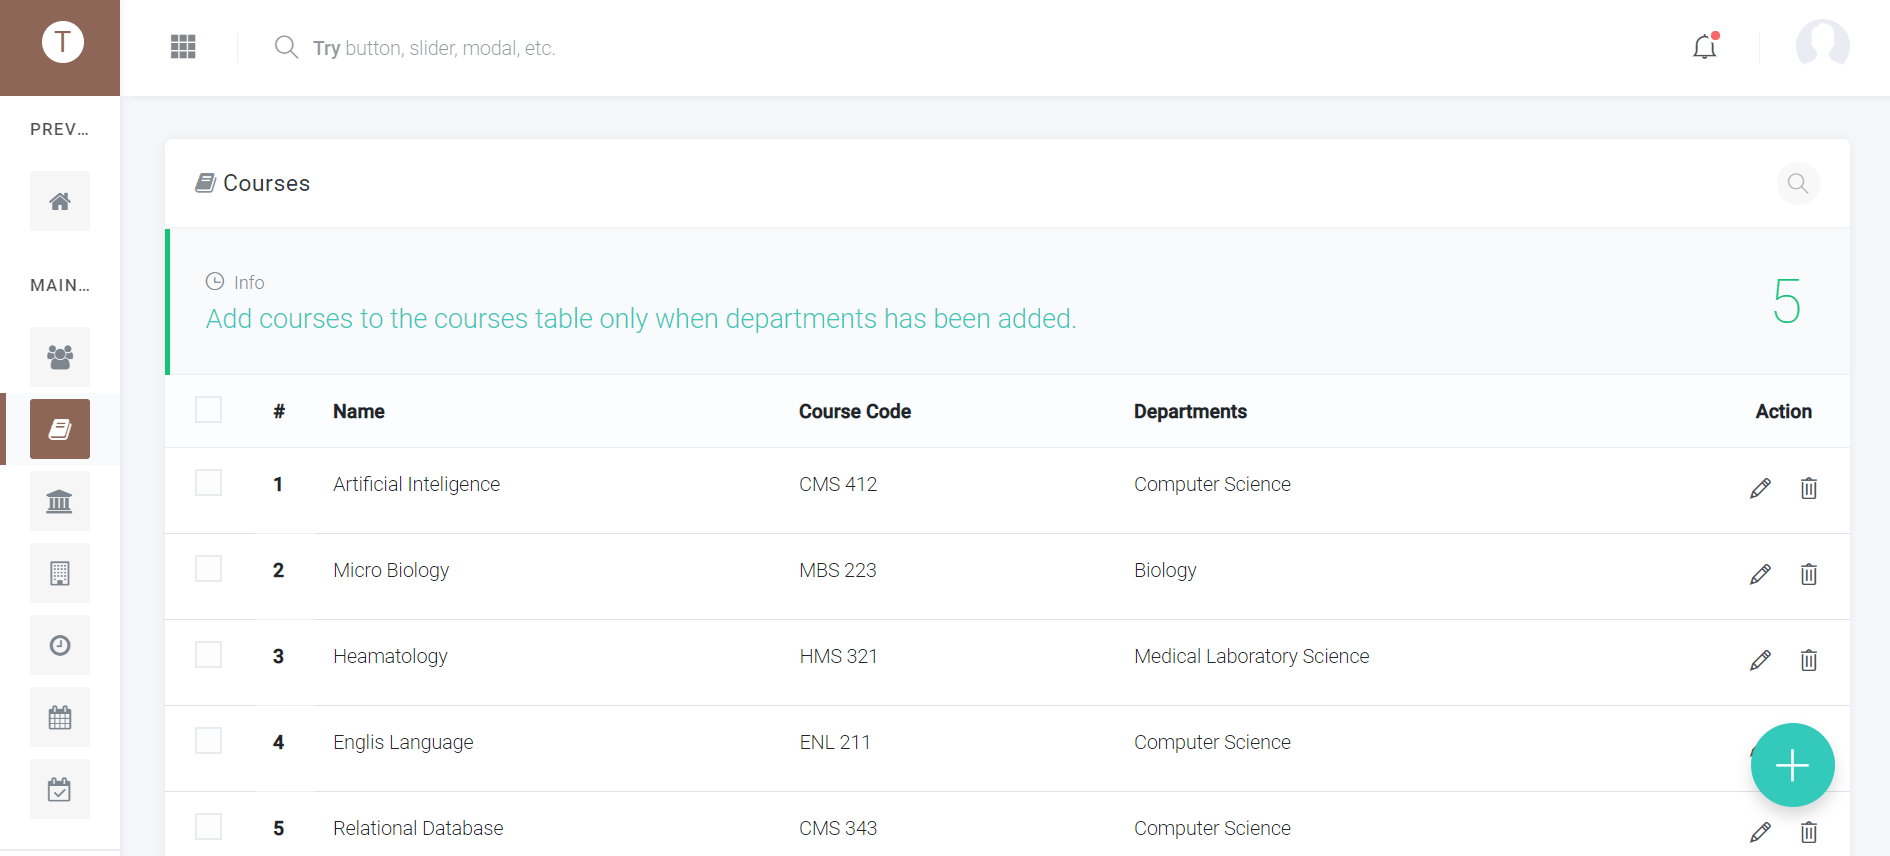 T
Try button, slider, modal, etc.
PREV...
MAIN...
Courses
Info
Add courses to the courses table only when departments has been added.
5
# Name Course Code Departments Action
1 Artificial Inteligence CMS 412 Computer Science
2 Micro Biology MBS 223 Biology
3 Heamatology HMS 321 Medical Laboratory Science
4 Englis Language ENL 211 Computer Science
5 Relational Database CMS 343 Computer Science